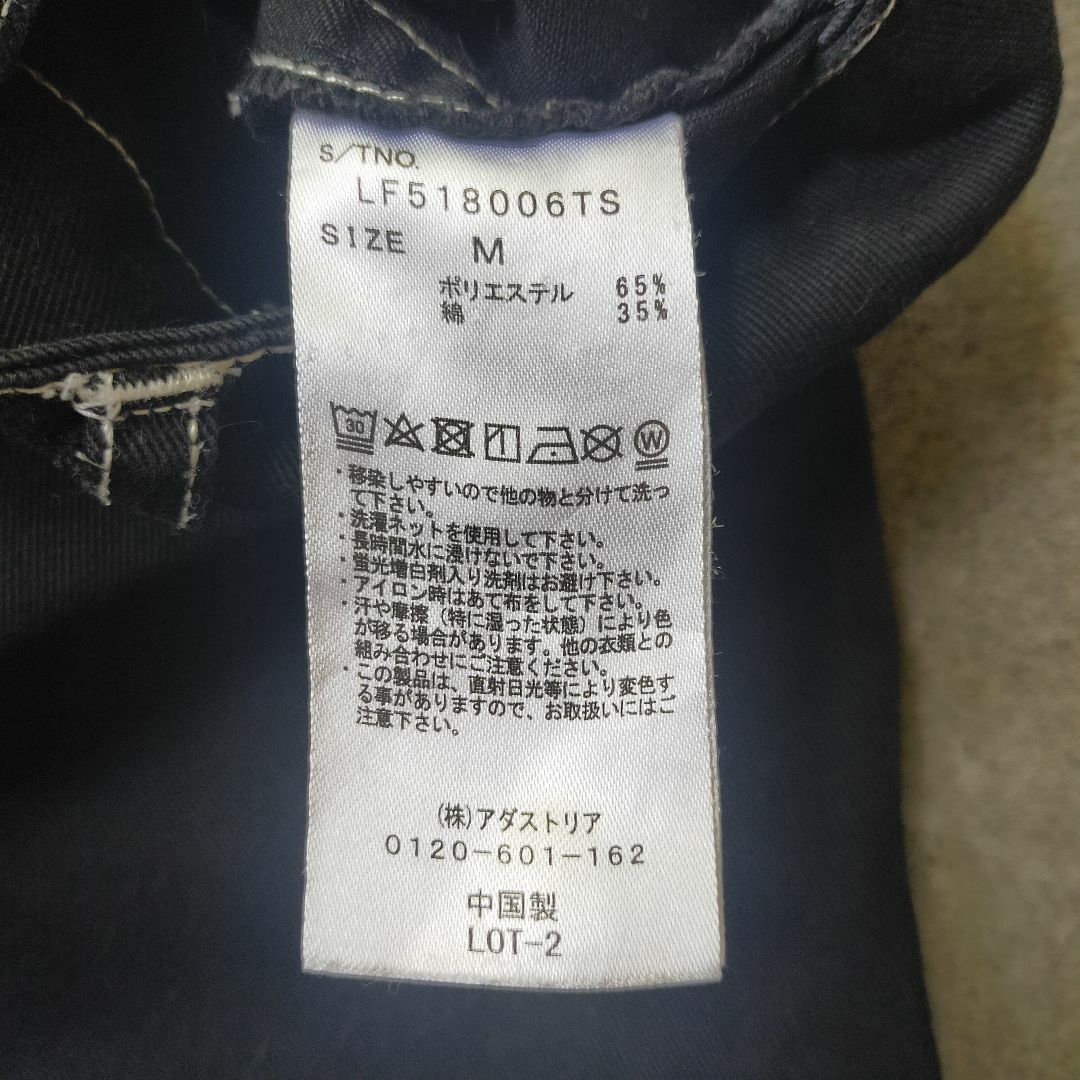 S/TNO.
LF518006TS
SIZE M
ポリエステル 65%
綿 35%
30 W
・移染しやすいので他の物と分けて洗っ
て下さい。
・洗濯ネットを使用して下さい。
・長時間水に浸けないで下さい。
・蛍光増白剤入り洗剤はお避け下さい。
・アイロン時はあて布をして下さい。
・汗や摩擦（特に湿った状態）により色
が移る場合があります。他の衣類との
組み合わせにご注意ください。
・この製品は、直射日光等により変色す
る事がありますので、お取扱いにはご
注意下さい。
(株)アダストリア
0120-601-162
中国製
LOT-2